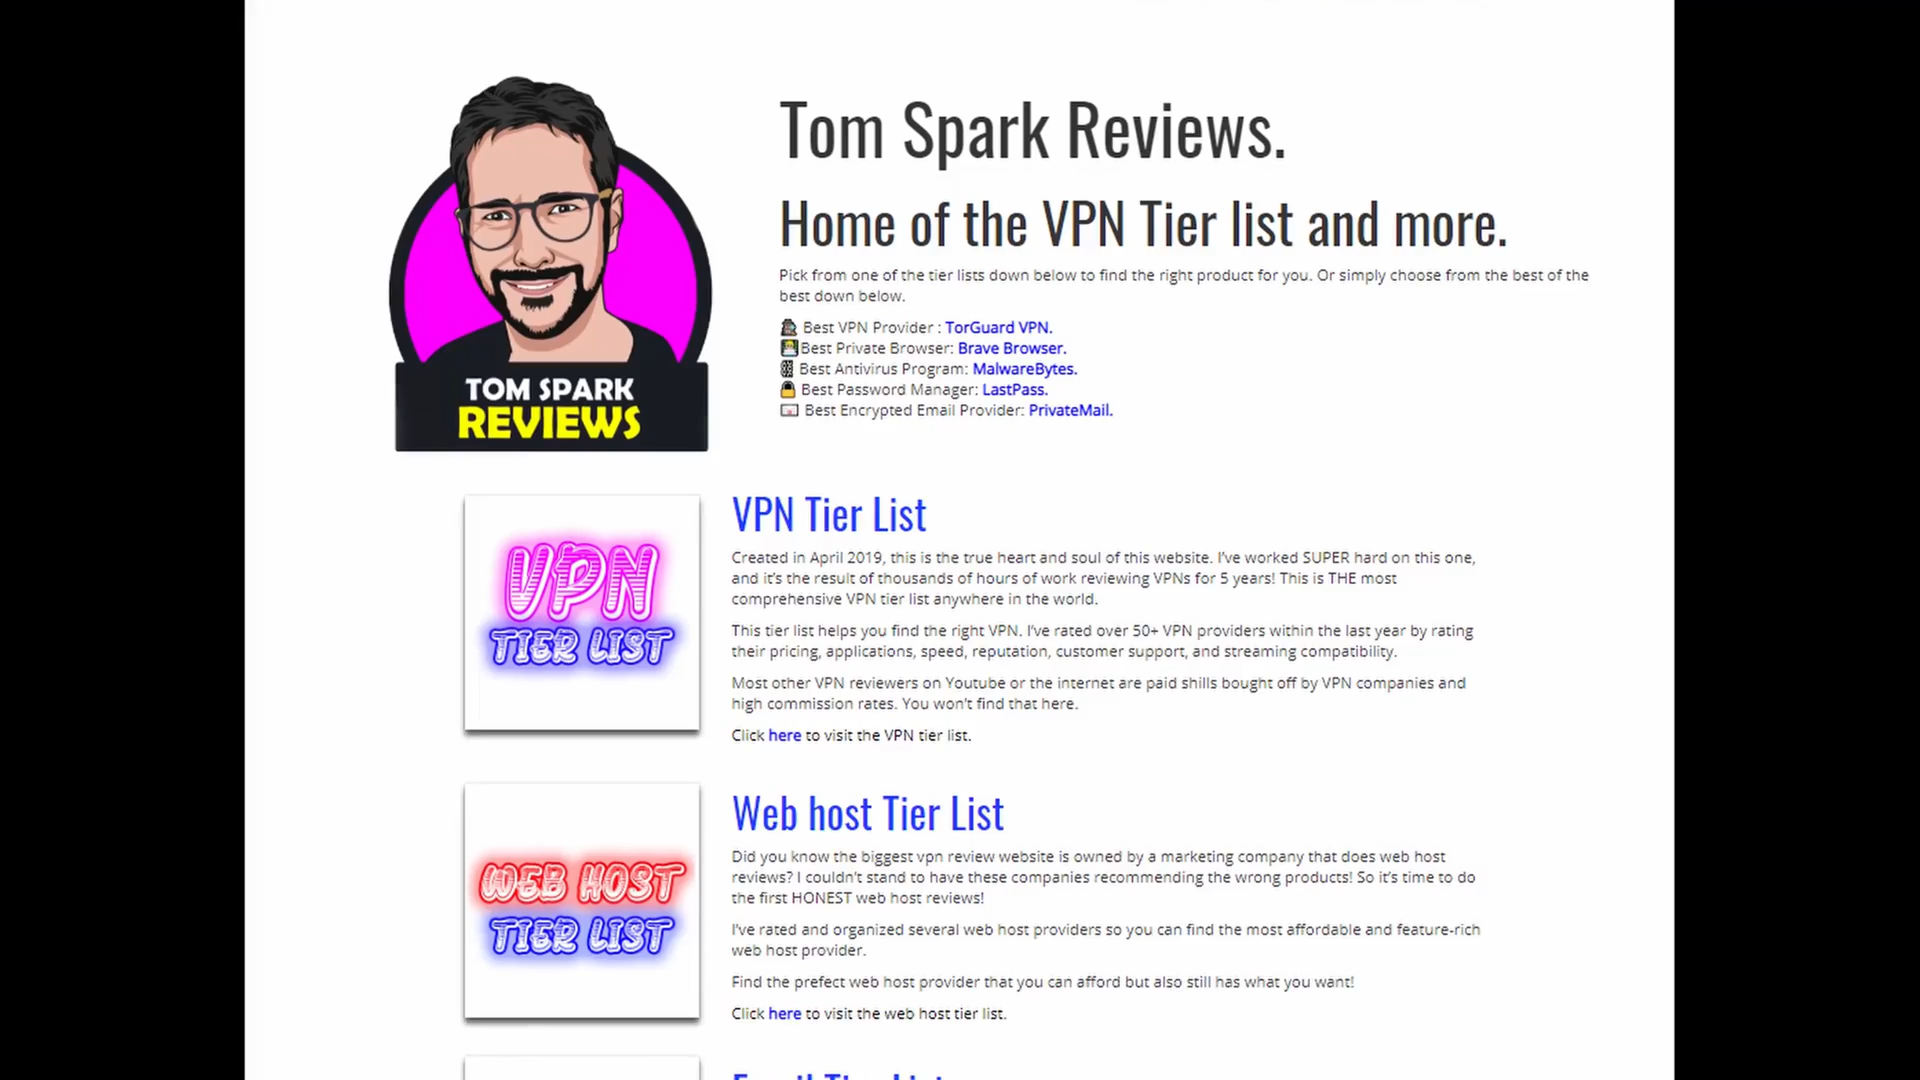 Tom Spark Reviews.
Home of the VPN Tier list and more.
Pick from one of the tier lists down below to find the right product for you. Or simply choose from the best of the
best down below.
Best VPN Provider : TorGuard VPN.
Best Private Browser: Brave Browser.
Best Antivirus Program: MalwareBytes.
Best Password Manager: LastPass.
Best Encrypted Email Provider: PrivateMail.
TOM SPARK
REVIEWS
VPN
TIER LIST
VPN Tier List
Created in April 2019, this is the true heart and soul of this website. I've worked SUPER hard on this one,
and it's the result of thousands of hours of work reviewing VPNs for 5 years! This is THE most
comprehensive VPN tier list anywhere in the world.
This tier list helps you find the right VPN. I've rated over 50+ VPN providers within the last year by rating
their pricing, applications, speed, reputation, customer support, and streaming compatibility.
Most other VPN reviewers on Youtube or the internet are paid shills bought off by VPN companies and
high commission rates. You won't find that here.
Click here to visit the VPN tier list.
WEB HOST
TIER LIST
Web host Tier List
Did you know the biggest vpn review website is owned by a marketing company that does web host
reviews? I couldn't stand to have these companies recommending the wrong products! So it's time to do
the first HONEST web host reviews!
I've rated and organized several web host providers so you can find the most affordable and feature-rich
web host provider.
Find the prefect web host provider that you can afford but also still has what you want!
Click here to visit the web host tier list.